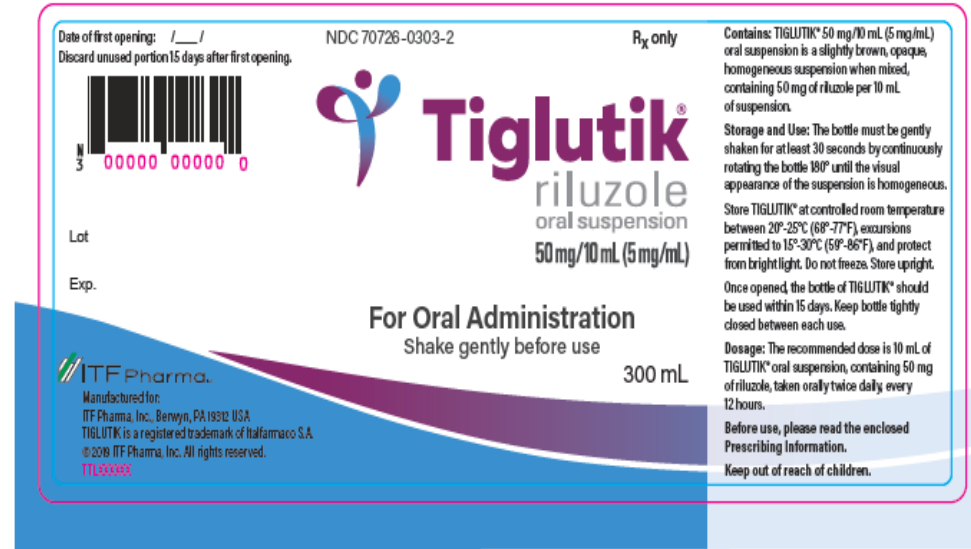 Date of first opening: /___/
Discard unused portion 15 days after first opening.
N
3
00000 00000 0
Lot
Exp.
ITF Pharma
Manufactured for:
ITF Pharma, Inc., Berwyn, PA 19312 USA
TIGLUTIK is a registered trademark of Italfarmaco S.A.
© 2019 ITF Pharma, Inc. All rights reserved.
NDC 70726-0303-2
Rx only
Tiglutik®
riluzole
oral suspension
50 mg/10 mL (5 mg/mL)
For Oral Administration
Shake gently before use
300 mL
Contains: TIGLUTIK® 50 mg/10 mL (5 mg/mL)
oral suspension is a slightly brown, opaque,
homogeneous suspension when mixed,
containing 50 mg of riluzole per 10 mL
of suspension.
Storage and Use: The bottle must be gently
shaken for at least 30 seconds by continuously
rotating the bottle 180° until the visual
appearance of the suspension is homogeneous.
Store TIGLUTIK® at controlled room temperature
between 20°-25°C (68°-77°F), excursions
permitted to 15°-30°C (59°-86°F), and protect
from bright light. Do not freeze. Store upright.
Once opened, the bottle of TIGLUTIK® should
be used within 15 days. Keep bottle tightly
closed between each use.
Dosage: The recommended dose is 10 mL of
TIGLUTIK® oral suspension, containing 50 mg
of riluzole, taken orally twice daily, every
12 hours.
Before use, please read the enclosed
Prescribing Information.
Keep out of reach of children.